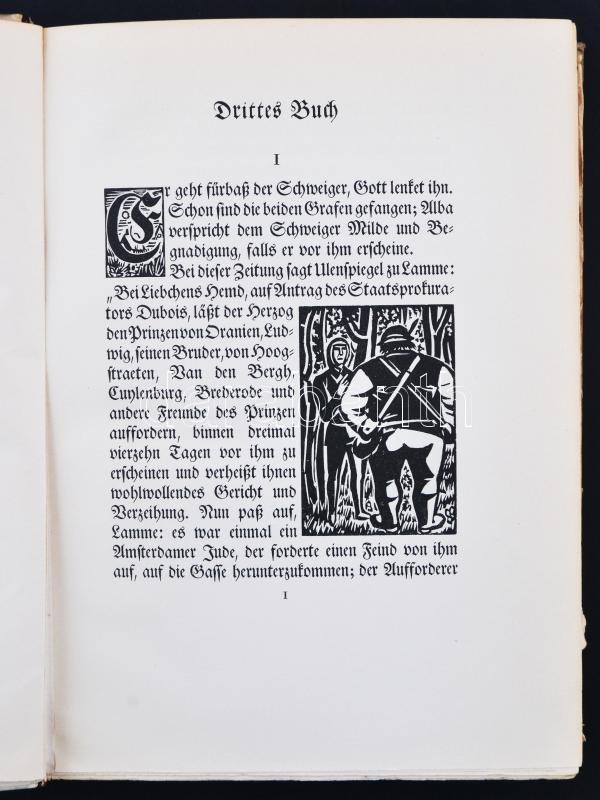 Drittes Buch
I
Er geht fürbaß der Schweiger, Gott lenket ihn.
Schon sind die beiden Grafen gefangen; Alba
verspricht dem Schweiger Milde und Be-
gnadigung, falls er vor ihm erscheine.
Bei dieser Zeitung sagt Ulenspiegel zu Lamme:
„Bei Liebchens Hemd, auf Antrag des Staatsprokura-
tors Dubois, läßt der Herzog
den Prinzen von Oranien, Lud-
wig, seinen Bruder, von Hoog-
straeten, Van den Bergh,
Cuylenburg, Brederode und
andere Freunde des Prinzen
auffordern, binnen dreimal
vierzehn Tagen vor ihm zu
erscheinen und verheißt ihnen
wohlwollendes Gericht und
Verzeihung. Nun paß auf,
Lamme: es war einmal ein
Amsterdamer Jude, der forderte einen Feind von ihm
auf, auf die Gasse herunterzukommen; der Aufforderer
I